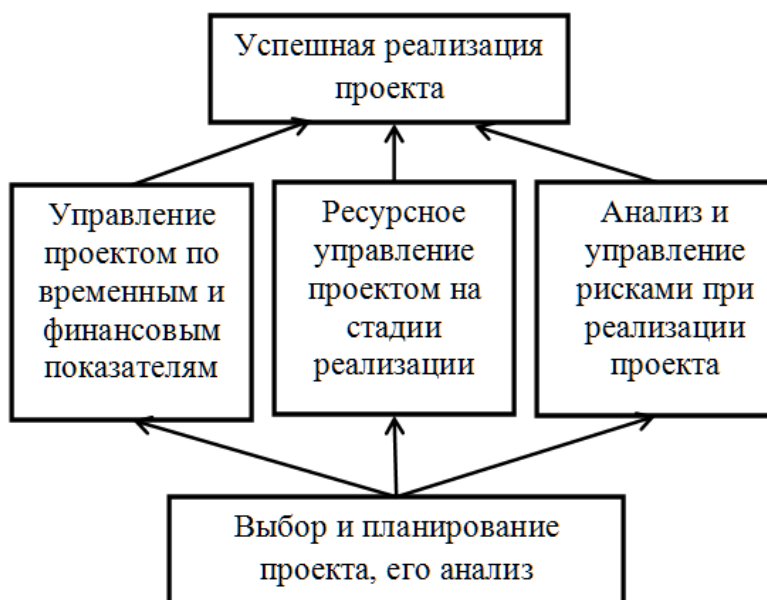 Успешная реализация
проекта
Управление
проектом по
временным и
финансовым
показателям
Ресурсное
управление
проектом на
стадии
реализации
Анализ и
управление
рисками при
реализации
проекта
Выбор и планирование
проекта, его анализ